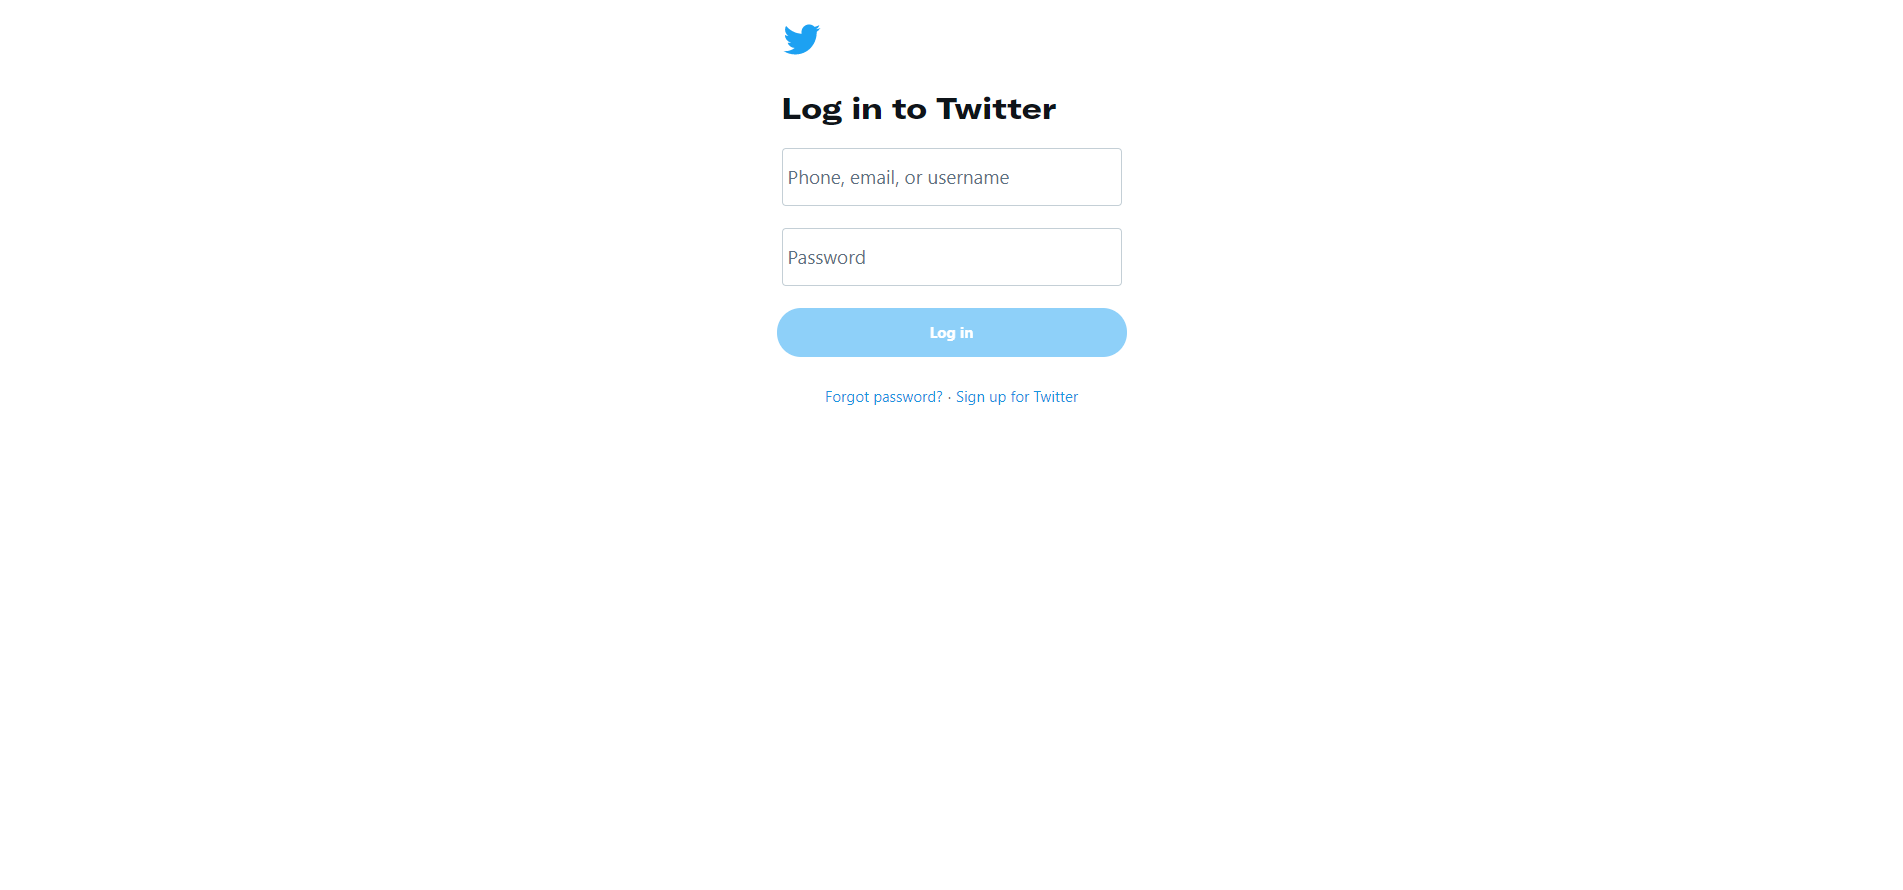 Log in to Twitter
Phone, email, or username
Password
Log in
Forgot password? · Sign up for Twitter